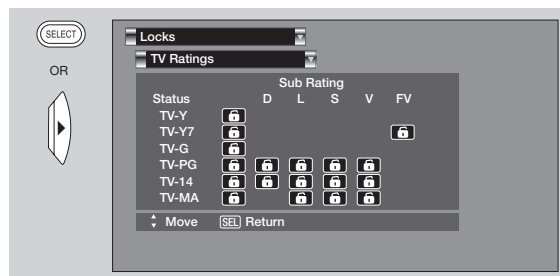 SELECT
OR
Locks
TV Ratings
Sub Rating
Status D L S V FV
TV-Y
TV-Y7
TV-G
TV-PG
TV-14
TV-MA
Move SEL Return